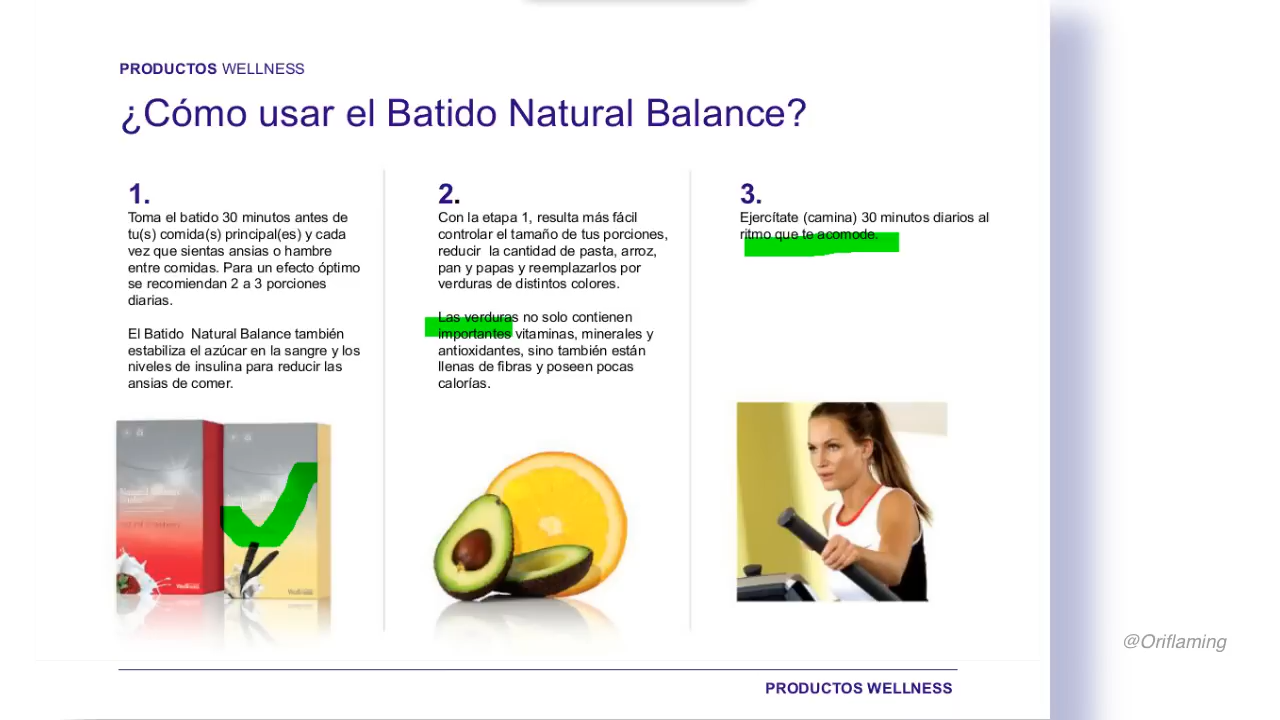 PRODUCTOS WELLNESS
¿Cómo usar el Batido Natural Balance?
1.
Toma el batido 30 minutos antes de
tu(s) comida(s) principal(es) y cada
vez que sientas ansias o hambre
entre comidas. Para un efecto óptimo
se recomiendan 2 a 3 porciones
diarias.
El Batido Natural Balance también
estabiliza el azúcar en la sangre y los
niveles de insulina para reducir las
ansias de comer.
2.
Con la etapa 1, resulta más fácil
controlar el tamaño de tus porciones,
reducir la cantidad de pasta, arroz,
pan y papas y reemplazarlos por
verduras de distintos colores.
Las verduras no solo contienen
importantes vitaminas, minerales y
antioxidantes, sino también están
llenas de fibras y poseen pocas
calorías.
3.
Ejercítate (camina) 30 minutos diarios al
ritmo que te acomode.
Wellness
Wellness
@Oriflaming
PRODUCTOS WELLNESS